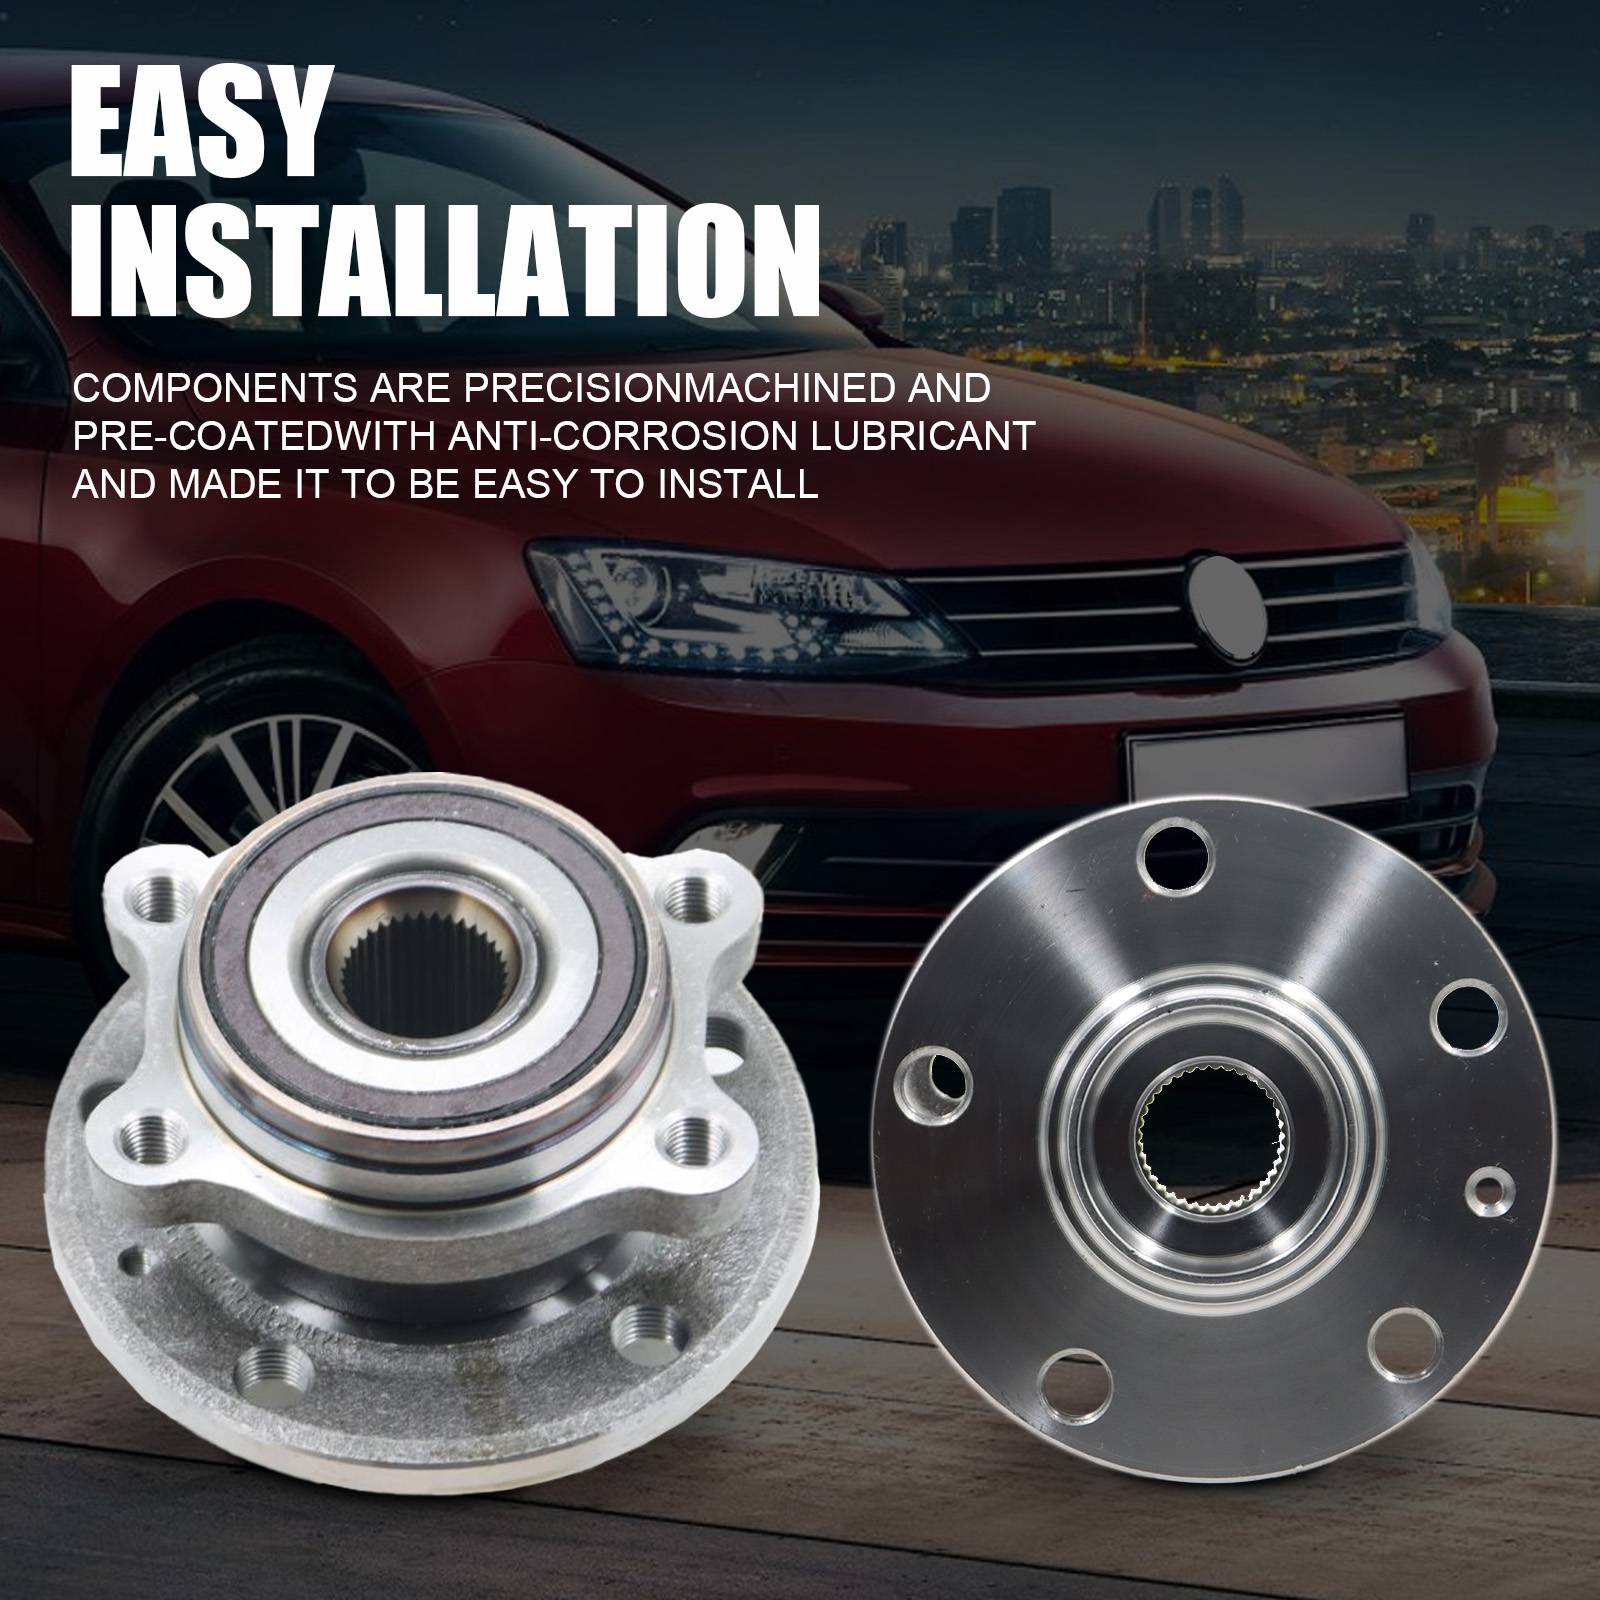 EASY
INSTALLATION
COMPONENTS ARE PRECISIONMACHINED AND
PRE-COATEDWITH ANTI-CORROSION LUBRICANT
AND MADE IT TO BE EASY TO INSTALL